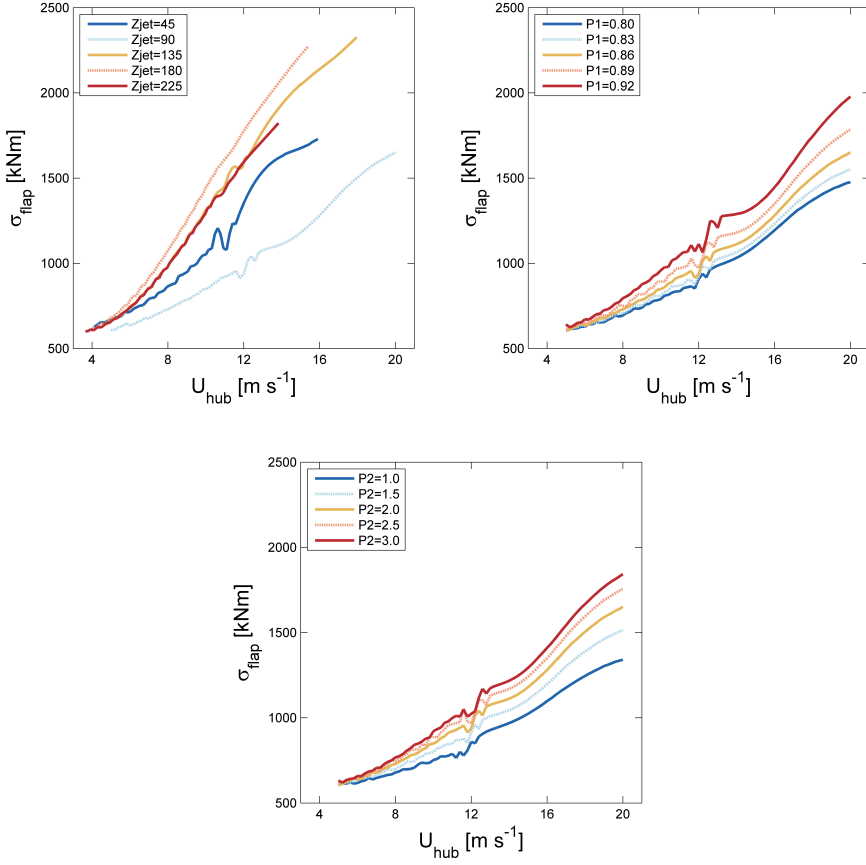 2500
2000
1500
1000
500
σflap [kNm]
Zjet=45
Zjet=90
Zjet=135
Zjet=180
Zjet=225
4 8 12 16 20
Uhub [m s-1]
2500
2000
1500
1000
500
σflap [kNm]
P1=0.80
P1=0.83
P1=0.86
P1=0.89
P1=0.92
4 8 12 16 20
Uhub [m s-1]
2500
2000
1500
1000
500
σflap [kNm]
P2=1.0
P2=1.5
P2=2.0
P2=2.5
P2=3.0
4 8 12 16 20
Uhub [m s-1]